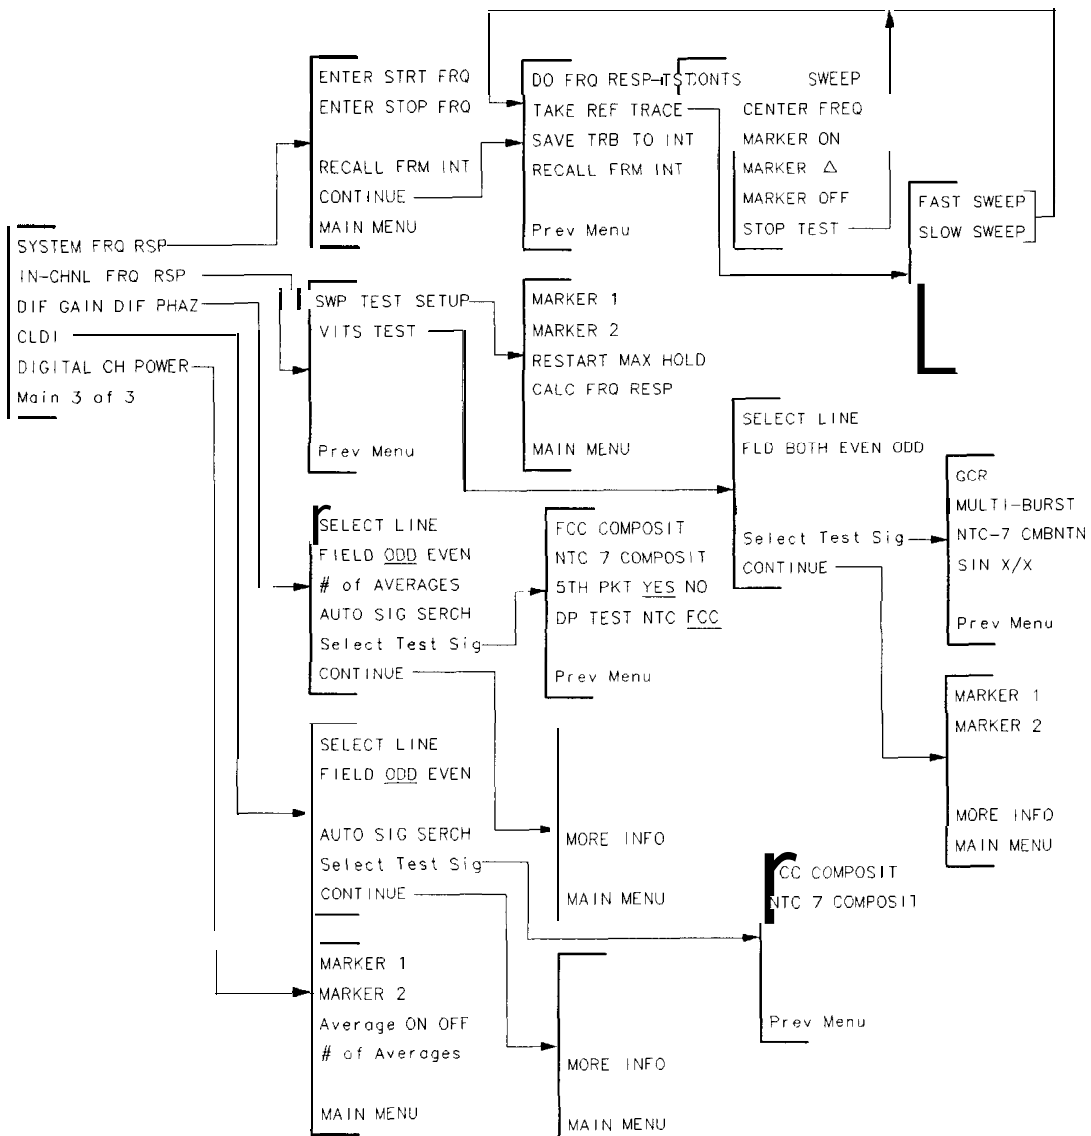 SYSTEM FRQ RSP
IN-CHNL FRQ RSP
DIF GAIN DIF PHAZ
CLDI
DIGITAL CH POWER
Main 3 of 3
ENTER STRT FRQ
ENTER STOP FRQ
RECALL FRM INT
CONTINUE
MAIN MENU
DO FRQ RESP TST
TAKE REF TRACE
SAVE TRB TO INT
RECALL FRM INT
Prev Menu
CONTS SWEEP
CENTER FREQ
MARKER ON
MARKER △
MARKER OFF
STOP TEST
FAST SWEEP
SLOW SWEEP
SWP TEST SETUP
VITS TEST
Prev Menu
MARKER 1
MARKER 2
RESTART MAX HOLD
CALC FRQ RESP
MAIN MENU
SELECT LINE
FLD BOTH EVEN ODD
Select Test Sig
CONTINUE
GCR
MULTI-BURST
NTC-7 CMBNTN
SIN X/X
Prev Menu
MARKER 1
MARKER 2
MORE INFO
MAIN MENU
SELECT LINE
FIELD ODD EVEN
# of AVERAGES
AUTO SIG SERCH
Select Test Sig
CONTINUE
FCC COMPOSIT
NTC 7 COMPOSIT
5TH PKT YES NO
DP TEST NTC FCC
Prev Menu
MORE INFO
MAIN MENU
SELECT LINE
FIELD ODD EVEN
AUTO SIG SERCH
Select Test Sig
CONTINUE
CC COMPOSIT
NTC 7 COMPOSIT
Prev Menu
MORE INFO
MAIN MENU
MARKER 1
MARKER 2
Average ON OFF
# of Averages
MAIN MENU